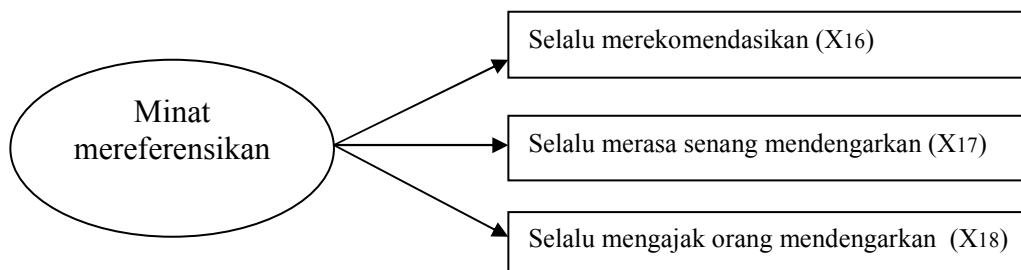 Selalu merekomendasikan (X16)
Minat
mereferensikan
Selalu merasa senang mendengarkan (X17)
Selalu mengajak orang mendengarkan (X18)